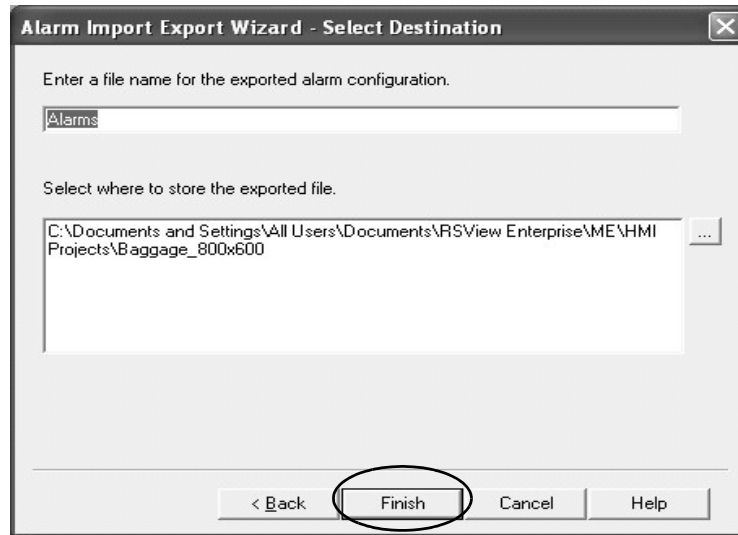 Alarm Import Export Wizard - Select Destination
Enter a file name for the exported alarm configuration.
Alarms
Select where to store the exported file.
C:\Documents and Settings\All Users\Documents\RSView Enterprise\ME\HMI
Projects\Baggage_800x600
...
< Back
Finish
Cancel
Help